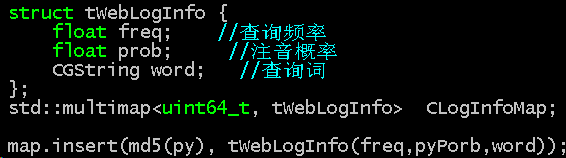 struct tWebLogInfo {
float freq; //查询频率
float prob; //注音概率
CGString word; //查询词
};
std::multimap<uint64_t, tWebLogInfo> CLogInfoMap;
map.insert(md5(py), tWebLogInfo(freq,pyPorb,word));